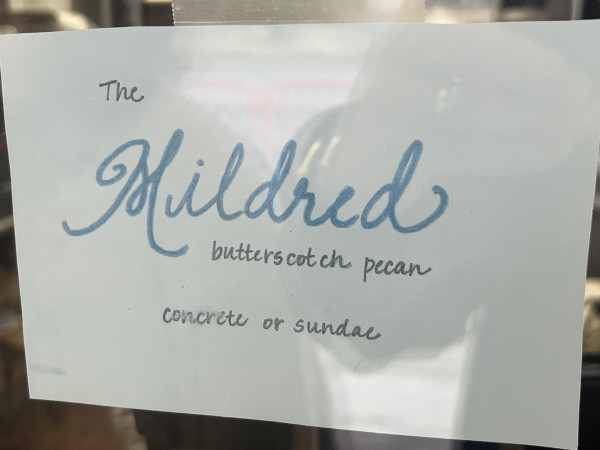 The
Mildred
butterscotch pecan
concrete or sundae